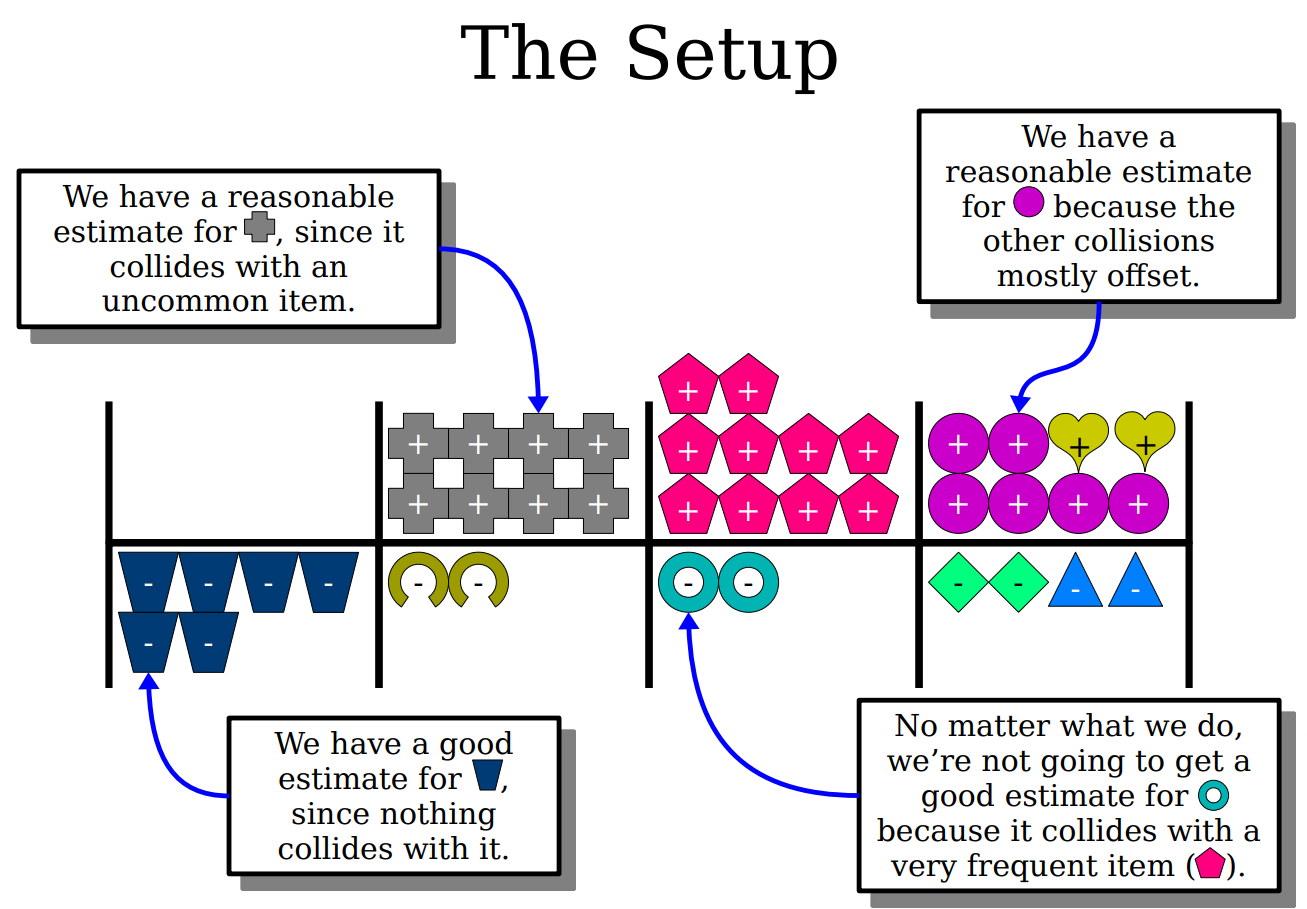 The Setup
We have a reasonable
estimate for , since it
collides with an
uncommon item.
We have a
reasonable estimate
for because the
other collisions
mostly offset.
+ +
+ + + + + + + + + + + +
+ + + + + + + + + + + +
- - - - - - - - - - - -
- -
We have a good
estimate for ,
since nothing
collides with it.
No matter what we do,
we’re not going to get a
good estimate for
because it collides with a
very frequent item ( ).